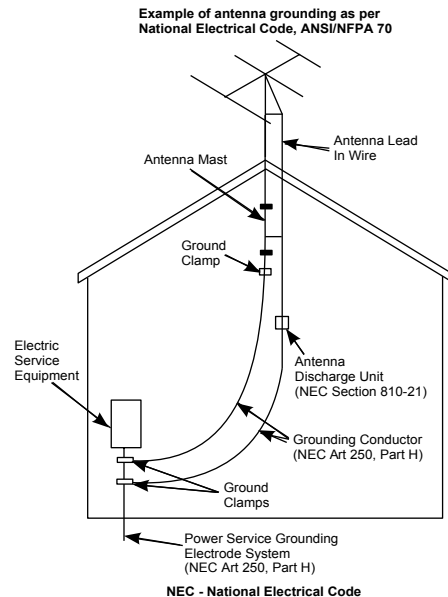 Example of antenna grounding as per
National Electrical Code, ANSI/NFPA 70
Antenna Lead
In Wire
Antenna Mast
Ground
Clamp
Electric
Service
Equipment
Antenna
Discharge Unit
(NEC Section 810-21)
Grounding Conductor
(NEC Art 250, Part H)
Ground
Clamps
Power Service Grounding
Electrode System
(NEC Art 250, Part H)
NEC - National Electrical Code